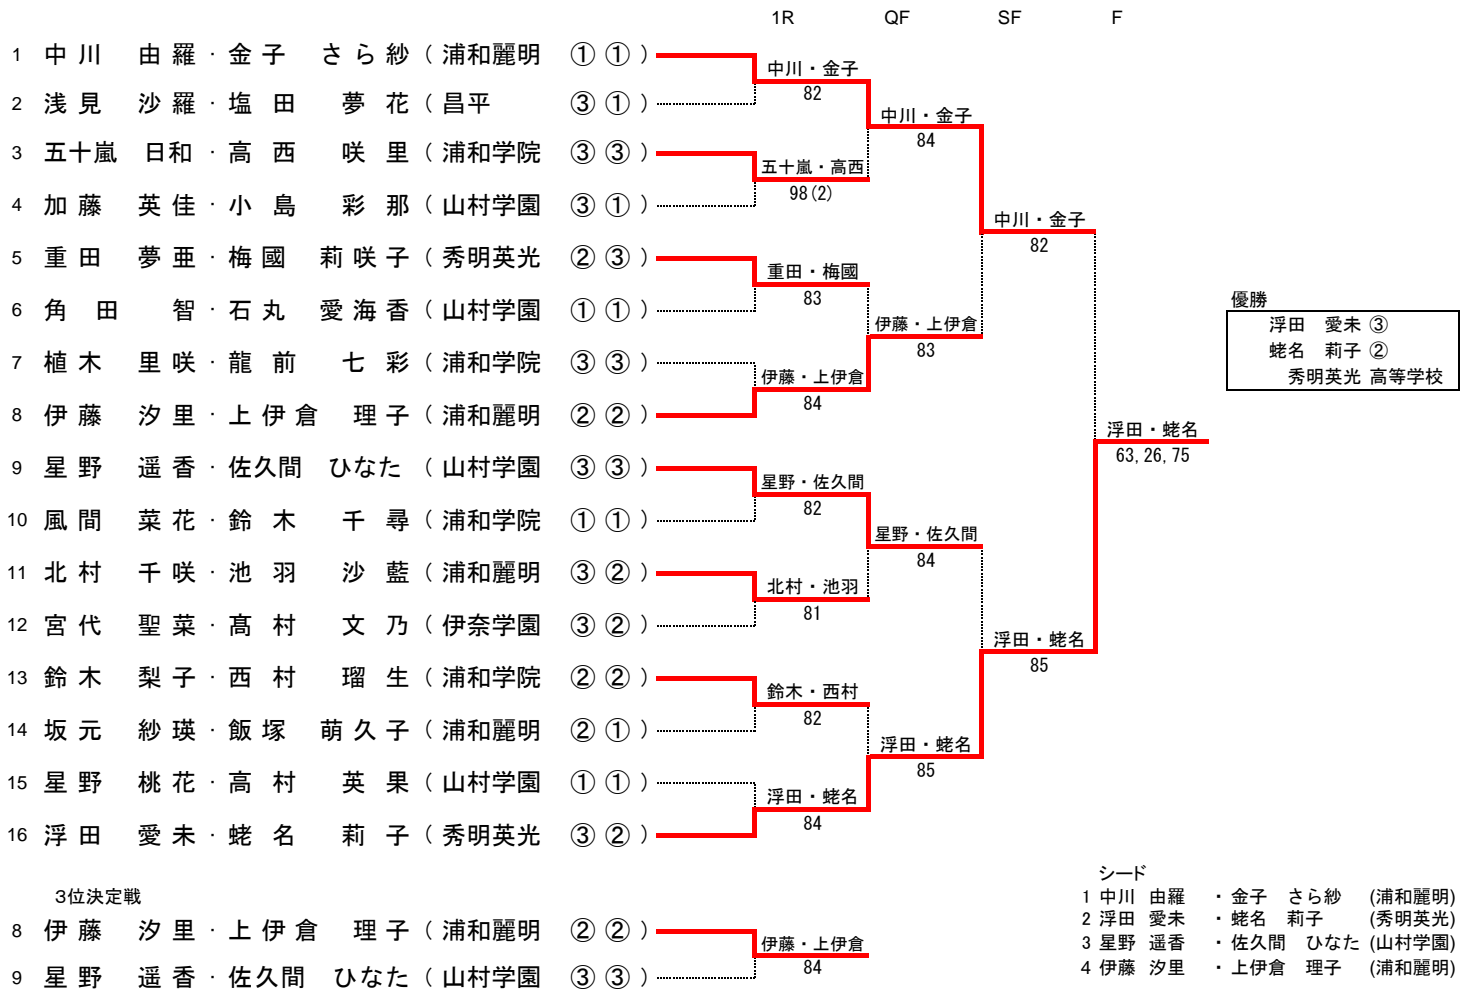 1R QF SF F
1 中川 由羅・金子 さら紗（浦和麗明 ① ①）
中川・金子
82
2 浅見 沙羅・塩田 夢花（昌平 ③ ①）
中川・金子
84
3 五十嵐 日和・高西 咲里（浦和学院 ③ ③）
五十嵐・高西
98(2)
4 加藤 英佳・小島 彩那（山村学園 ③ ①）
中川・金子
82
5 重田 夢亜・梅國 莉咲子（秀明英光 ② ③）
重田・梅國
83
6 角田 智・石丸 愛海香（山村学園 ① ①）
伊藤・上伊倉
83
7 植木 里咲・龍前 七彩（浦和学院 ③ ③）
伊藤・上伊倉
84
8 伊藤 汐里・上伊倉 理子（浦和麗明 ② ②）
優勝
浮田 愛未 ③
蛯名 莉子 ②
秀明英光 高等学校
浮田・蛯名
63,26,75
9 星野 遥香・佐久間 ひなた（山村学園 ③ ③）
星野・佐久間
82
10 風間 菜花・鈴木 千尋（浦和学院 ① ①）
星野・佐久間
84
11 北村 千咲・池羽 沙藍（浦和麗明 ③ ②）
北村・池羽
81
12 宮代 聖菜・髙村 文乃（伊奈学園 ③ ②）
浮田・蛯名
85
13 鈴木 梨子・西村 瑠生（浦和学院 ② ②）
鈴木・西村
82
14 坂元 紗瑛・飯塚 萌久子（浦和麗明 ② ①）
浮田・蛯名
85
15 星野 桃花・高村 英果（山村学園 ① ①）
浮田・蛯名
84
16 浮田 愛未・蛯名 莉子（秀明英光 ③ ②）
3位決定戦
8 伊藤 汐里・上伊倉 理子（浦和麗明 ② ②）
伊藤・上伊倉
84
9 星野 遥香・佐久間 ひなた（山村学園 ③ ③）
シード
1 中川 由羅 ・金子 さら紗 (浦和麗明)
2 浮田 愛未 ・蛯名 莉子 (秀明英光)
3 星野 遥香 ・佐久間 ひなた (山村学園)
4 伊藤 汐里 ・上伊倉 理子 (浦和麗明)